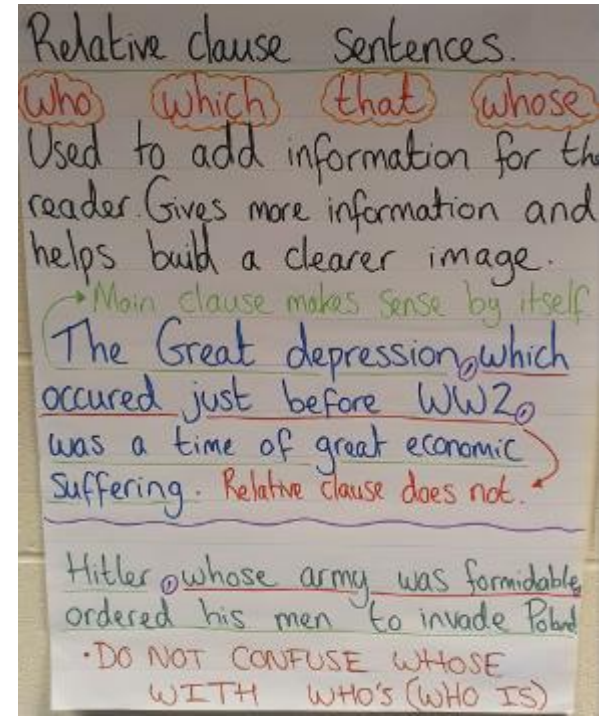 Relative clause sentences.
who which that whose
Used to add information for the
reader. Gives more information and
helps build a clearer image.
Main clause makes sense by itself
The Great depression, which
occured just before WW2,
was a time of great economic
suffering. Relative clause does not.
Hitler, whose army was formidable,
ordered his men to invade Poland
• DO NOT CONFUSE WHOSE
WITH WHO'S (WHO IS)